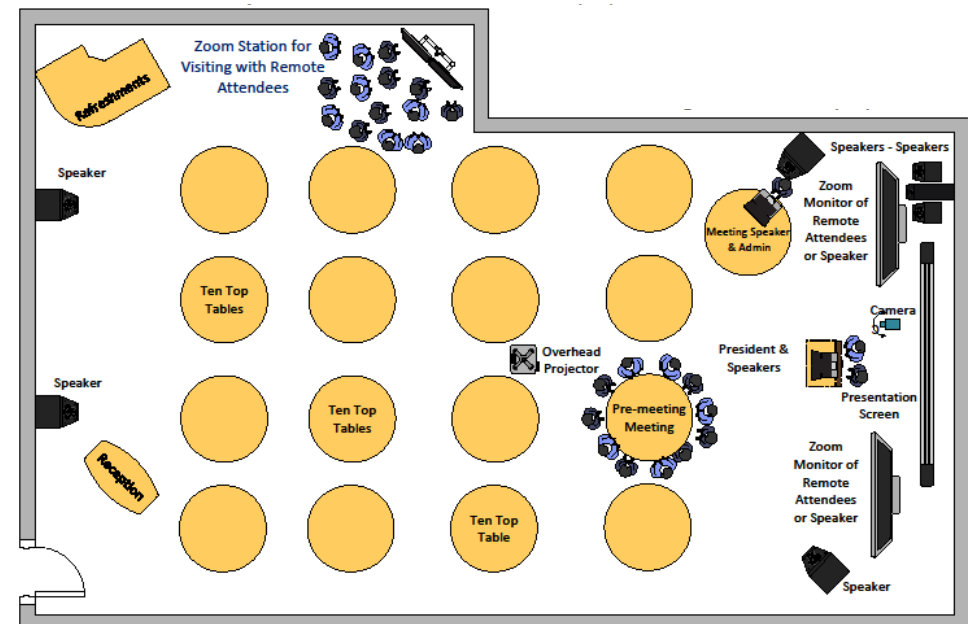 Zoom Station for
Visiting with Remote
Attendees
Refreshments
Speaker
Speakers - Speakers
Zoom
Monitor of
Remote
Attendees
or Speaker
Meeting Speaker
& Admin
Ten Top
Tables
Camera
Overhead
Projector
President &
Speakers
Speaker
Ten Top
Tables
Pre-meeting
Meeting
Presentation
Screen
Reception
Zoom
Monitor of
Remote
Attendees
or Speaker
Ten Top
Table
Speaker